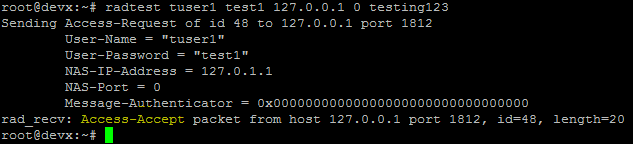 root@devx:~# radtest tuser1 test1 127.0.0.1 0 testing123
Sending Access-Request of id 48 to 127.0.0.1 port 1812
User-Name = "tuser1"
User-Password = "test1"
NAS-IP-Address = 127.0.1.1
NAS-Port = 0
Message-Authenticator = 0x00000000000000000000000000000000
rad_recv: Access-Accept packet from host 127.0.0.1 port 1812, id=48, length=20
root@devx:~#